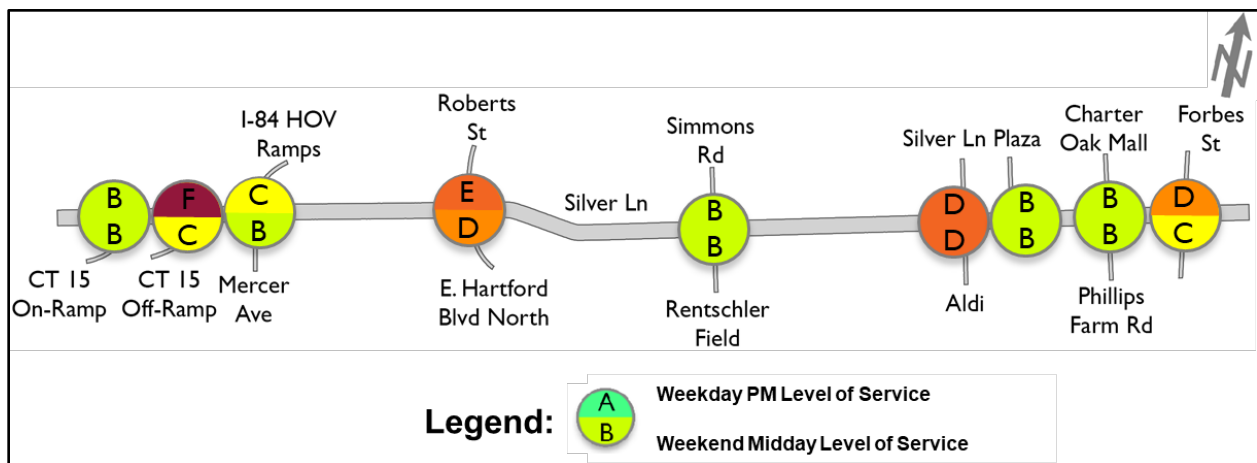 N
I-84 HOV
Ramps
Roberts
St
Simmons
Rd
Silver Ln Plaza
Charter
Oak Mall
Forbes
St
B
B
F
C
C
B
E
D
Silver Ln
B
B
D
D
B
B
B
B
D
C
CT 15
On-Ramp
CT 15
Off-Ramp
Mercer
Ave
E. Hartford
Blvd North
Rentschler
Field
Aldi
Phillips
Farm Rd
Legend:
A
B
Weekday PM Level of Service
Weekend Midday Level of Service